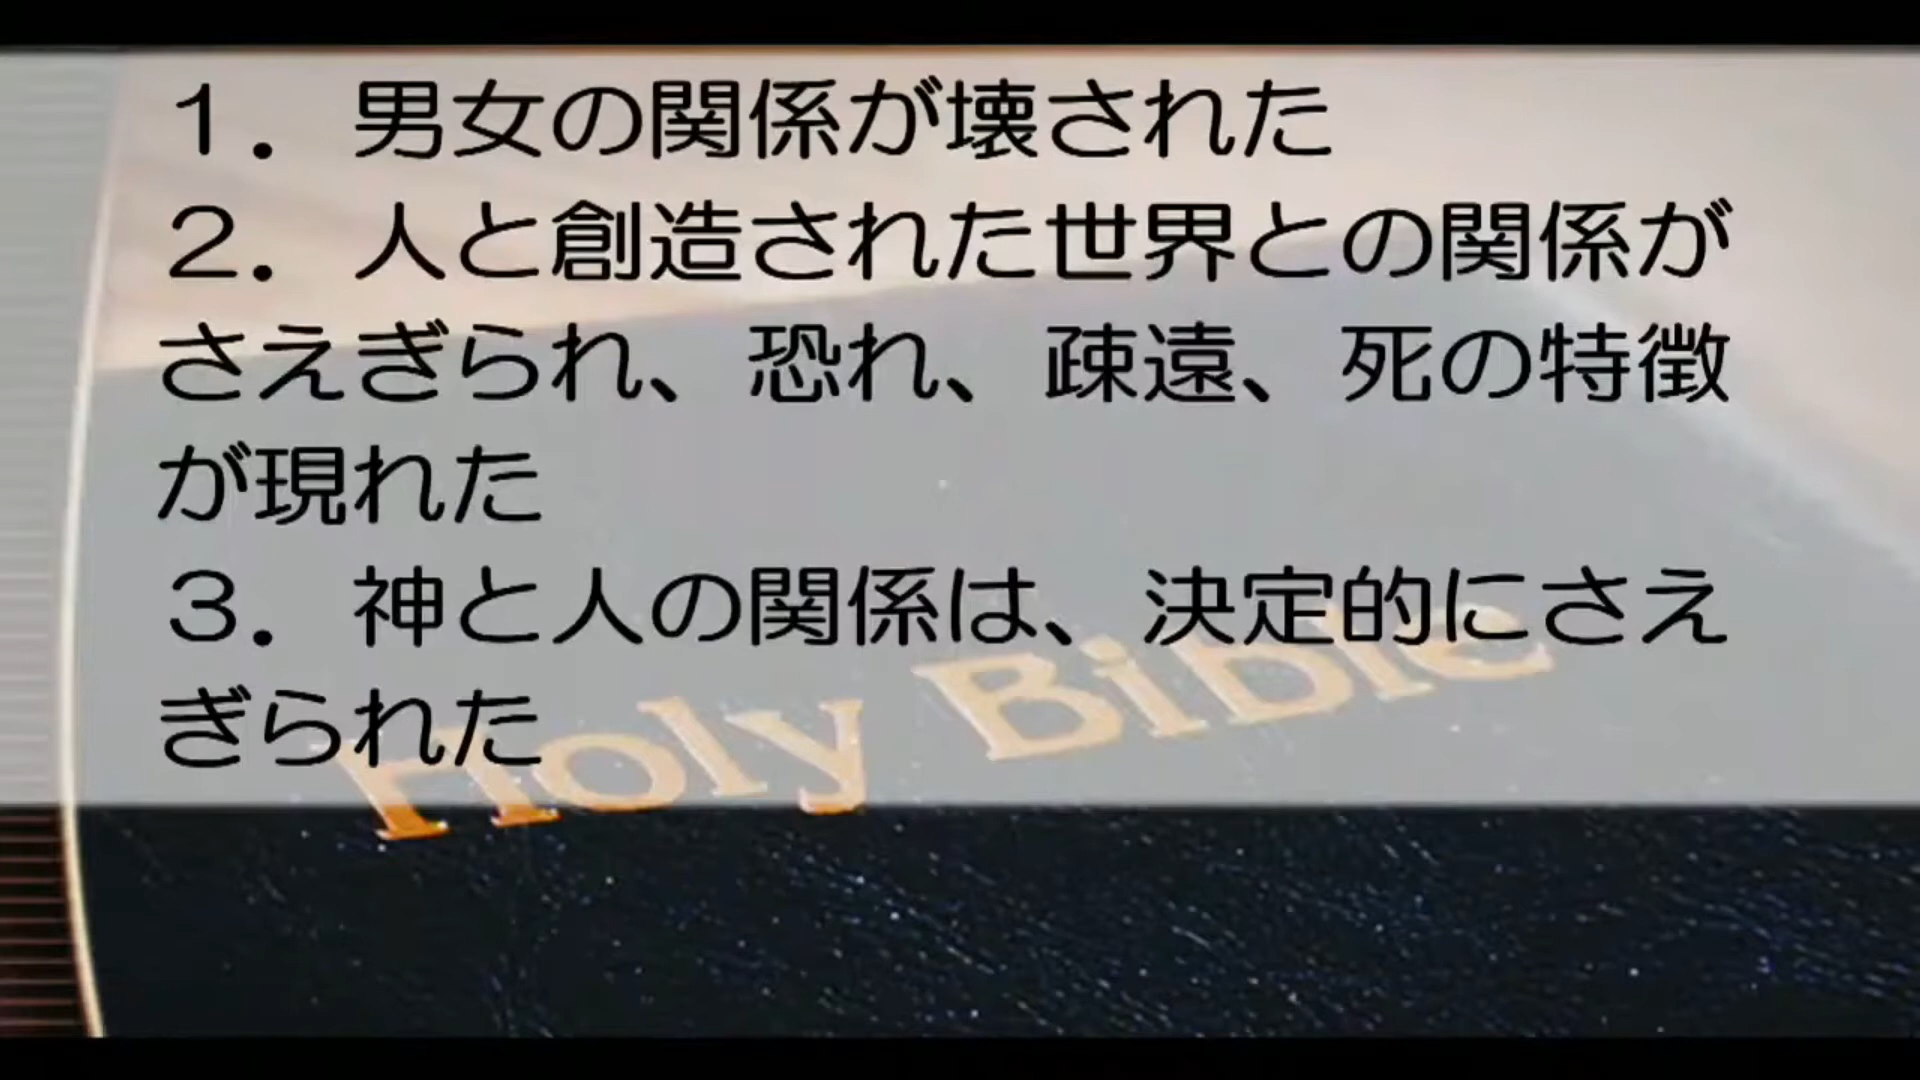 １．男女の関係が壊された
２．人と創造された世界との関係が
さえぎられ、恐れ、疎遠、死の特徴
が現れた
３．神と人の関係は、決定的にさえ
ぎられた
Holy Bible